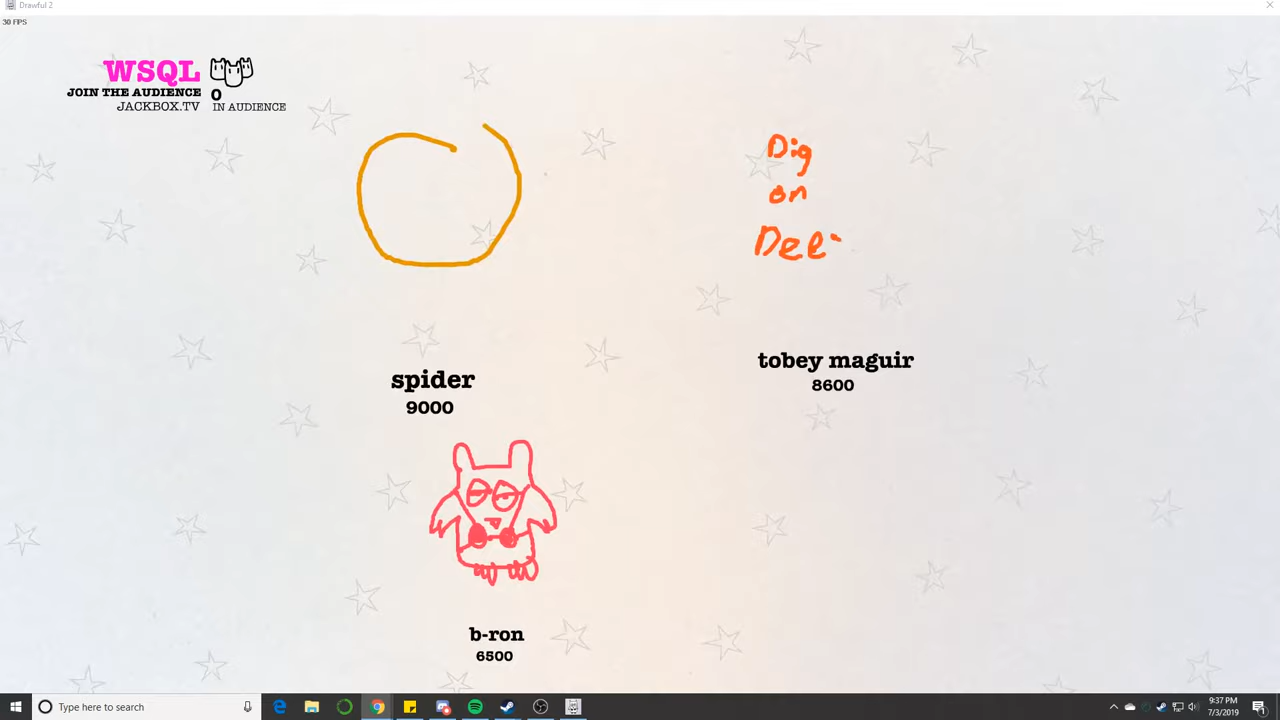 Drawful 2
30 FPS
WSQL
JOIN THE AUDIENCE
JACKBOX.TV
0
IN AUDIENCE
Dig
on
spider
9000
tobey maguir
8600
b-ron
6500
Type here to search
9:37 PM
7/3/2019